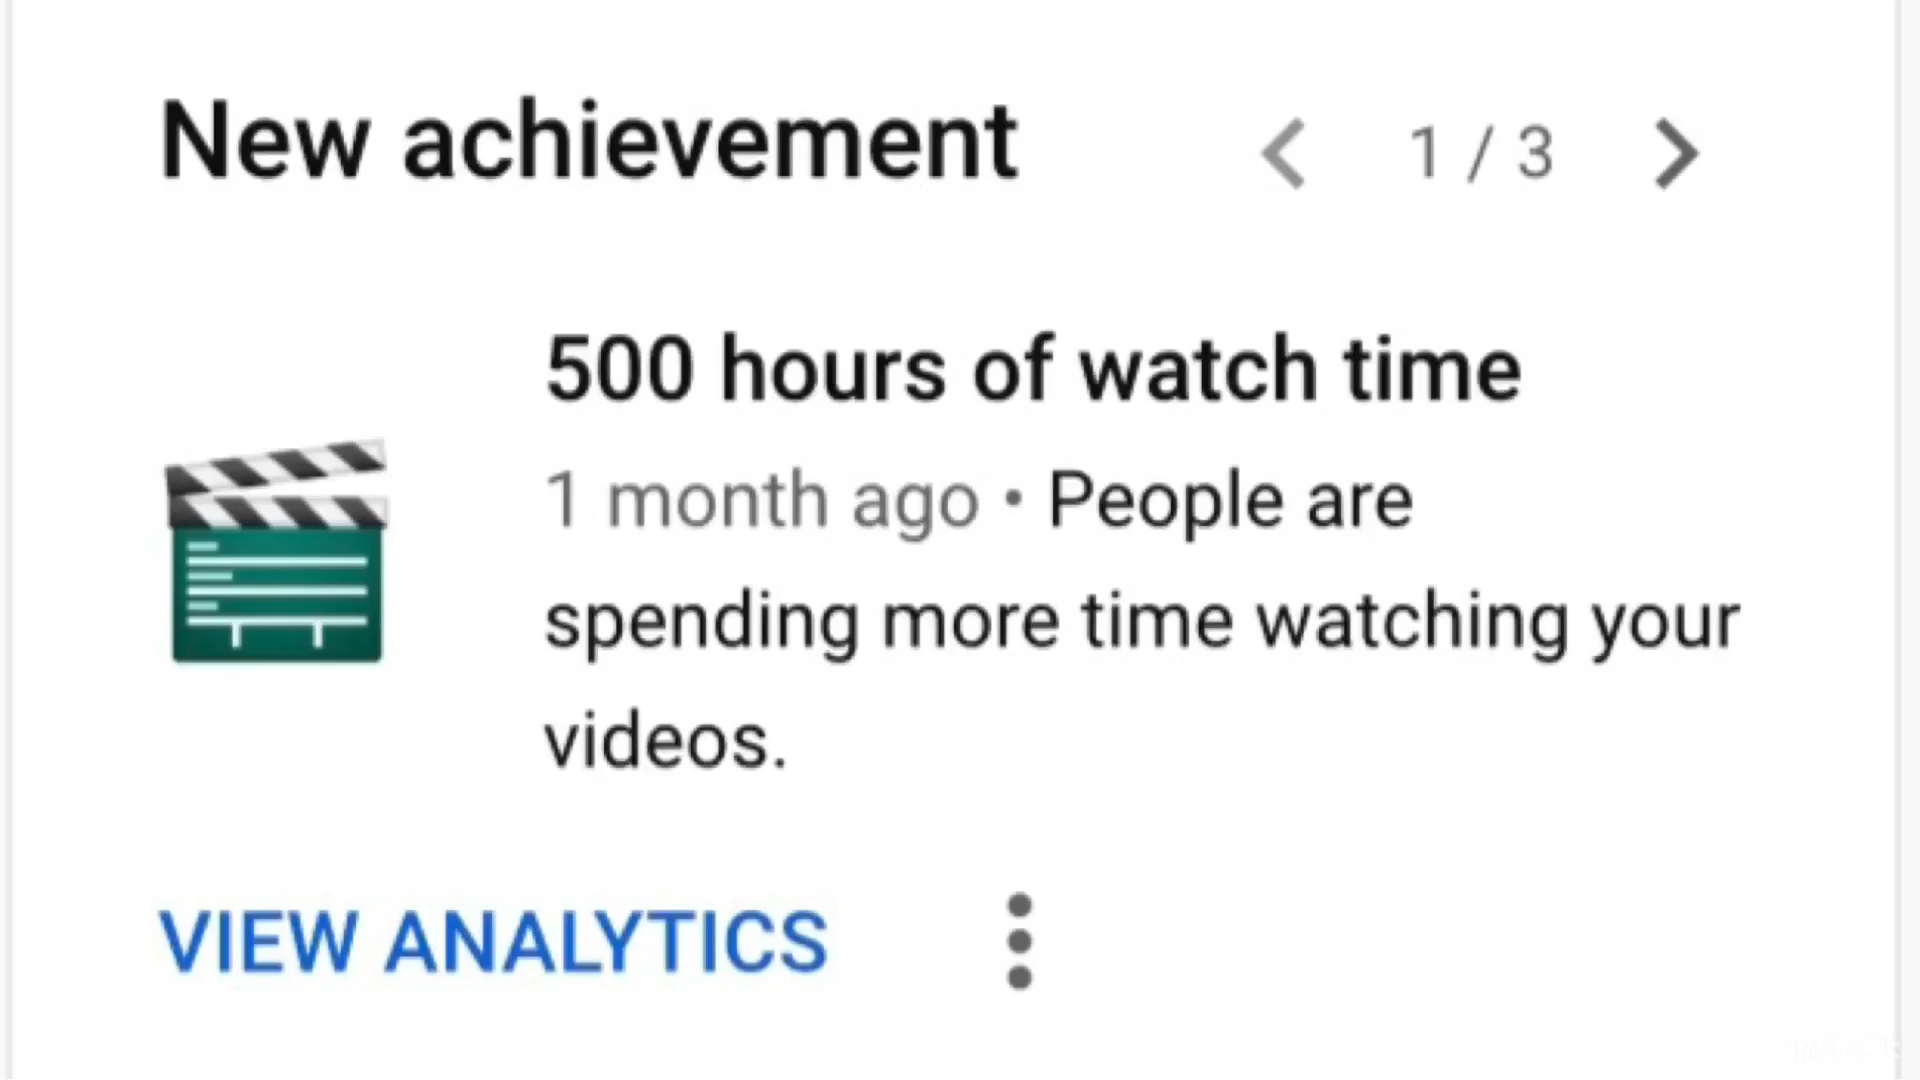 New achievement
1 / 3
500 hours of watch time
1 month ago • People are
spending more time watching your
videos.
VIEW ANALYTICS